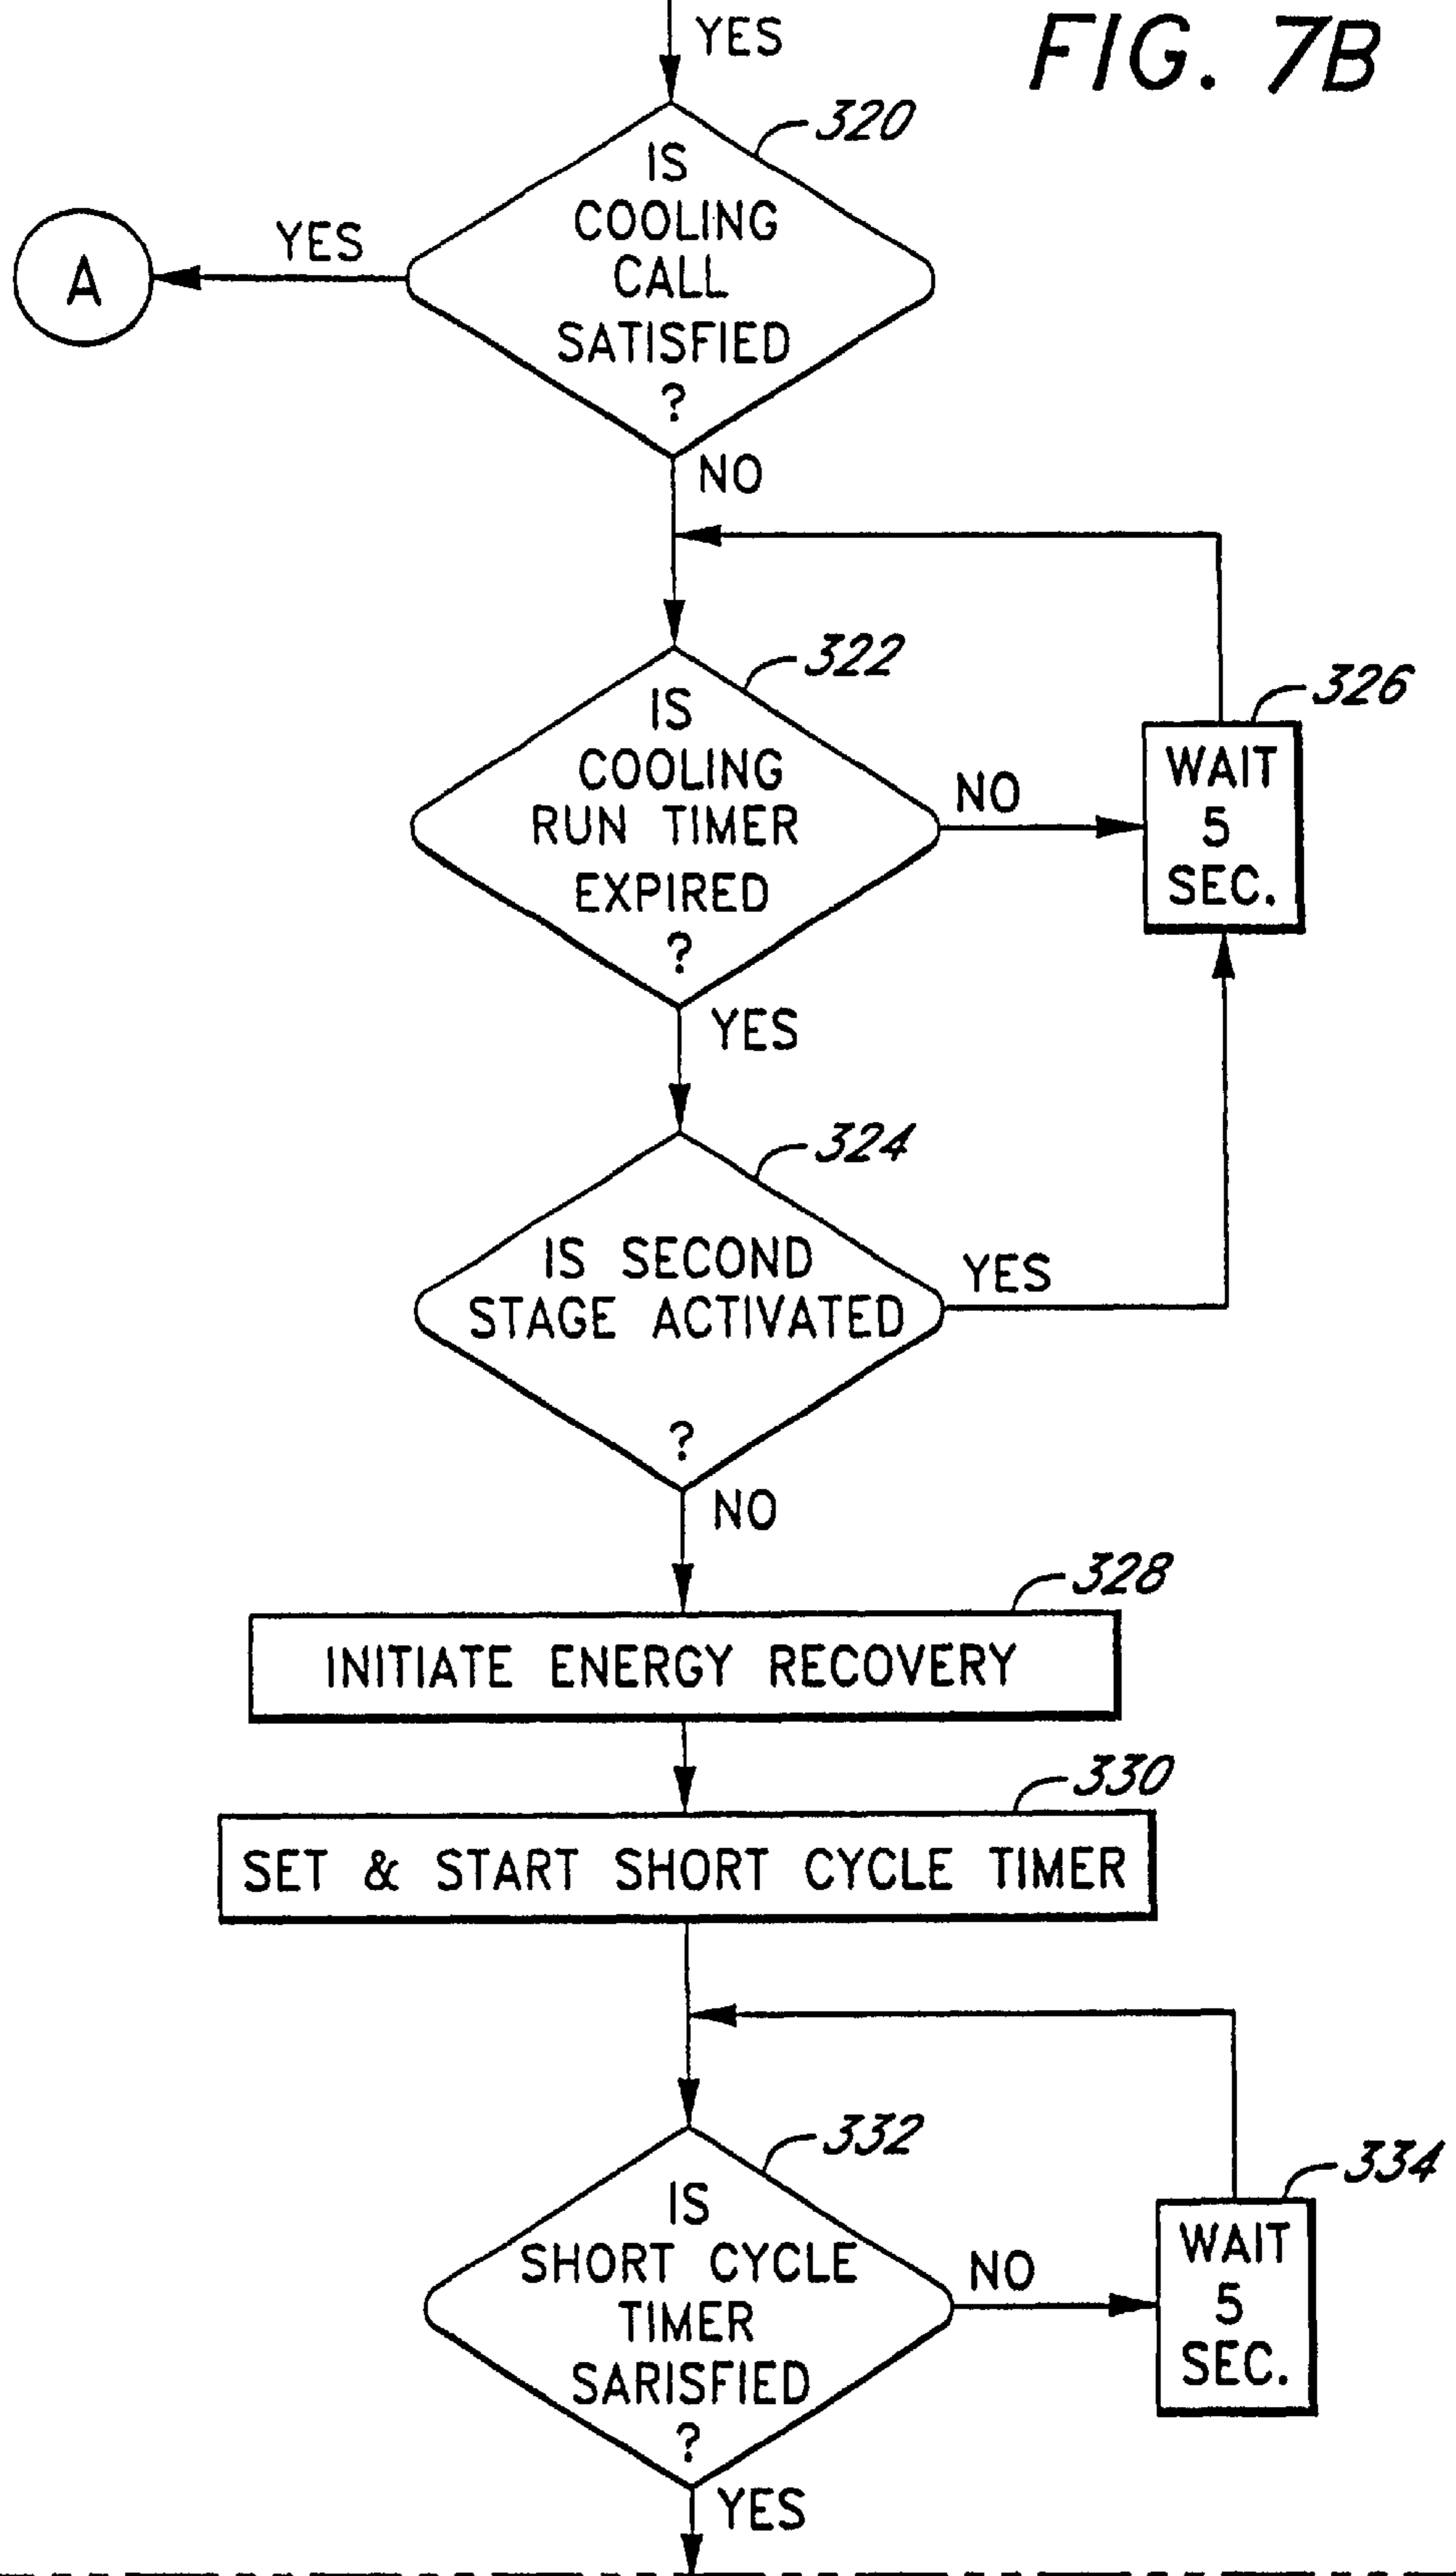 YES
FIG. 7B
320
IS
COOLING
CALL
SATISFIED
?
YES
A
NO
322
IS
COOLING
RUN TIMER
EXPIRED
?
NO
326
WAIT
5
SEC.
YES
324
IS SECOND
STAGE ACTIVATED
?
YES
NO
328
INITIATE ENERGY RECOVERY
330
SET & START SHORT CYCLE TIMER
332
IS
SHORT CYCLE
TIMER
SARISFIED
?
NO
334
WAIT
5
SEC.
YES